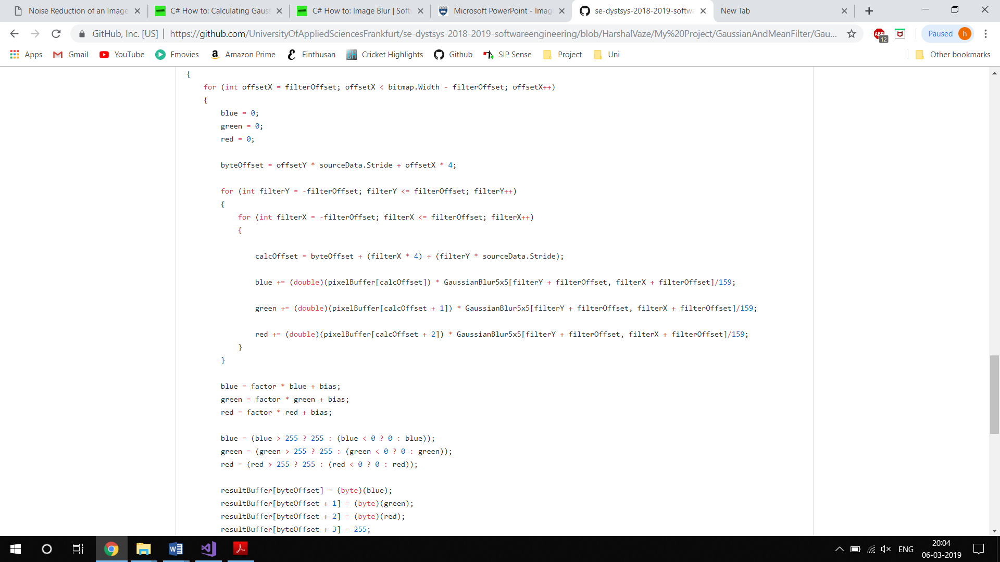 Noise Reduction of an Image
C# How to: Calculating Gaus
C# How to: Image Blur | Soft
Microsoft PowerPoint - Imag
se-dystsys-2018-2019-softwa
New Tab
GitHub, Inc. [US] | https://github.com/UniversityOfAppliedSciencesFrankfurt/se-dystsys-2018-2019-softwareengineering/blob/HarshalVaze/My%20Project/GaussianAndMeanFilter/Gau...
ABP 12
Paused h
Apps Gmail YouTube Fmovies Amazon Prime Einthusan Cricket Highlights Github SIP Sense Project Uni Other bookmarks
{
for (int offsetX = filterOffset; offsetX < bitmap.Width - filterOffset; offsetX++)
{
blue = 0;
green = 0;
red = 0;
byteOffset = offsetY * sourceData.Stride + offsetX * 4;
for (int filterY = -filterOffset; filterY <= filterOffset; filterY++)
{
for (int filterX = -filterOffset; filterX <= filterOffset; filterX++)
{
calcOffset = byteOffset + (filterX * 4) + (filterY * sourceData.Stride);
blue += (double)(pixelBuffer[calcOffset]) * GaussianBlur5x5[filterY + filterOffset, filterX + filterOffset]/159;
green += (double)(pixelBuffer[calcOffset + 1]) * GaussianBlur5x5[filterY + filterOffset, filterX + filterOffset]/159;
red += (double)(pixelBuffer[calcOffset + 2]) * GaussianBlur5x5[filterY + filterOffset, filterX + filterOffset]/159;
}
}
blue = factor * blue + bias;
green = factor * green + bias;
red = factor * red + bias;
blue = (blue > 255 ? 255 : (blue < 0 ? 0 : blue));
green = (green > 255 ? 255 : (green < 0 ? 0 : green));
red = (red > 255 ? 255 : (red < 0 ? 0 : red));
resultBuffer[byteOffset] = (byte)(blue);
resultBuffer[byteOffset + 1] = (byte)(green);
resultBuffer[byteOffset + 2] = (byte)(red);
resultBuffer[byteOffset + 3] = 255;
ENG
20:04
06-03-2019